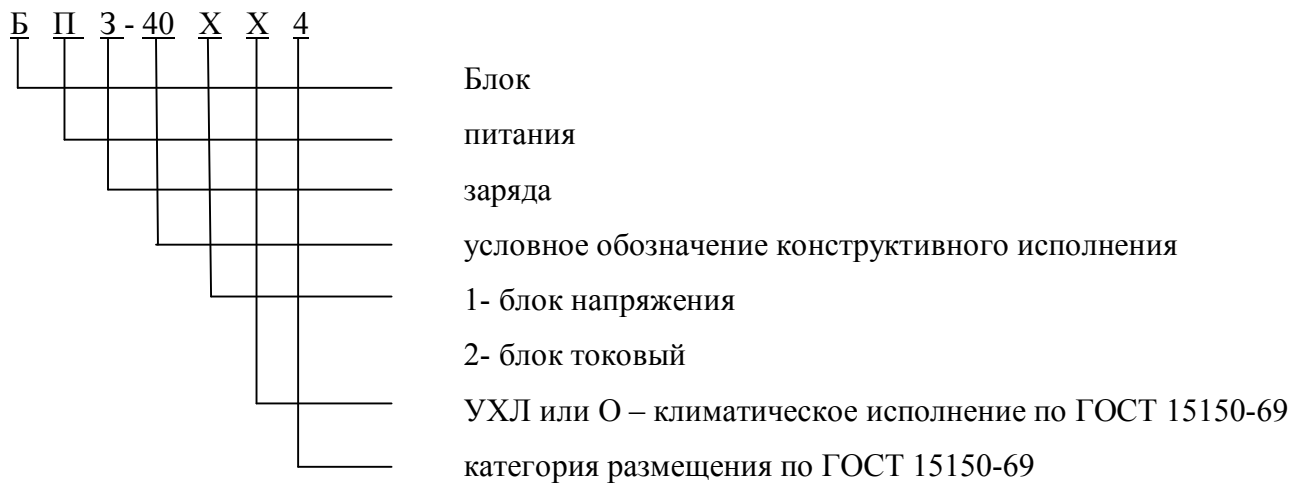 Б П З - 40 Х Х 4
Блок
питания
заряда
условное обозначение конструктивного исполнения
1- блок напряжения
2- блок токовый
УХЛ или О – климатическое исполнение по ГОСТ 15150-69
категория размещения по ГОСТ 15150-69